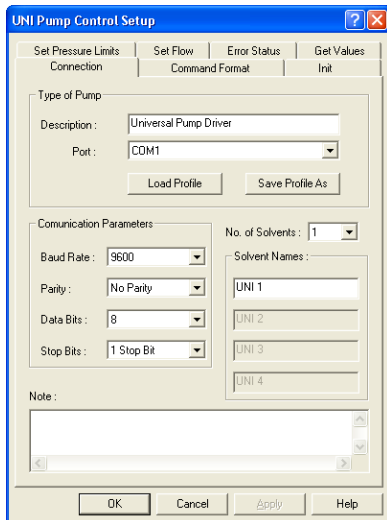 UNI Pump Control Setup
Set Pressure Limits Set Flow Error Status Get Values
Connection Command Format Init
Type of Pump
Description : Universal Pump Driver
Port : COM1
Load Profile Save Profile As
Comunication Parameters
No. of Solvents : 1
Baud Rate : 9600
Solvent Names :
Parity : No Parity
UNI 1
Data Bits : 8
UNI 2
Stop Bits : 1 Stop Bit
UNI 3
UNI 4
Note :
OK Cancel Apply Help